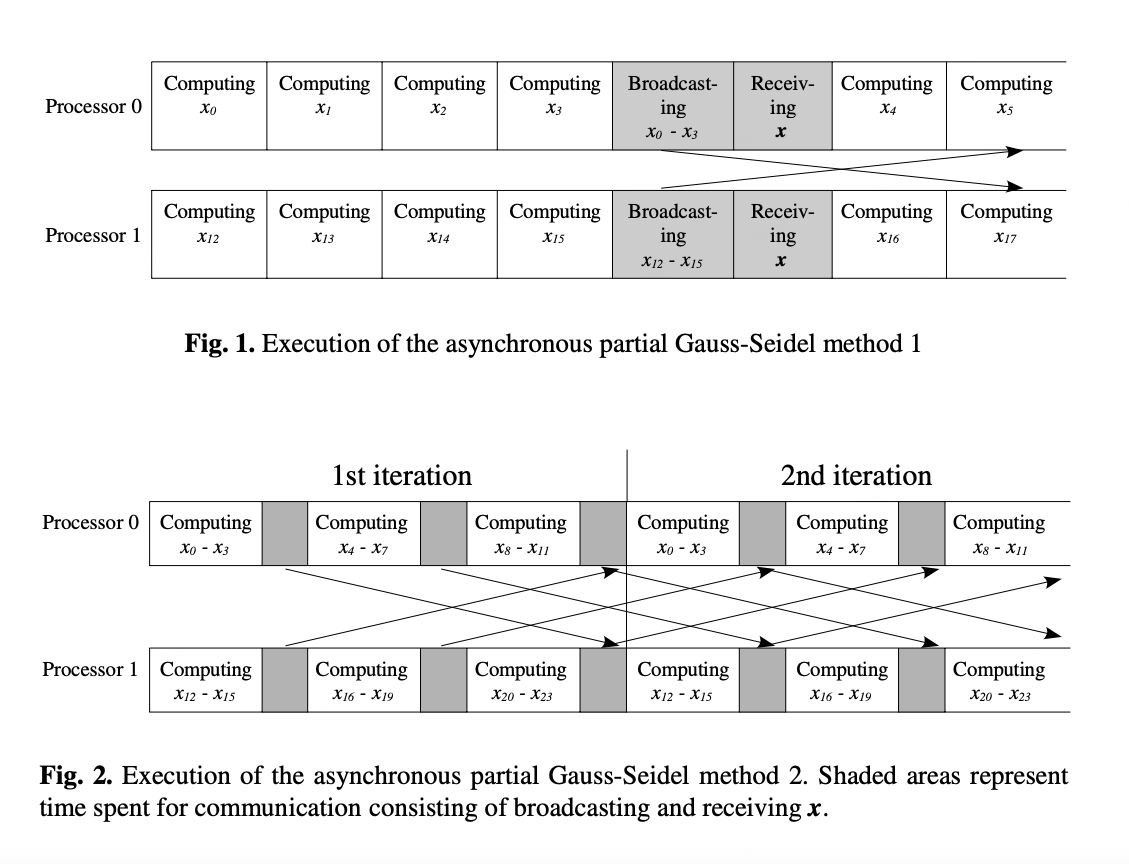 Processor 0
Computing Computing Computing Computing Broadcast- Receiv- Computing Computing
ing ing
x0 x1 x2 x3 x0 - x3 x x4 x5
Processor 1
Computing Computing Computing Computing Broadcast- Receiv- Computing Computing
ing ing
x12 x13 x14 x15 x12 - x15 x x16 x17
Fig. 1. Execution of the asynchronous partial Gauss-Seidel method 1
1st iteration 2nd iteration
Processor 0
Computing Computing Computing Computing Computing Computing
x0 - x3 x4 - x7 x8 - x11 x0 - x3 x4 - x7 x8 - x11
Processor 1
Computing Computing Computing Computing Computing Computing
x12 - x15 x16 - x19 x20 - x23 x12 - x15 x16 - x19 x20 - x23
Fig. 2. Execution of the asynchronous partial Gauss-Seidel method 2. Shaded areas represent
time spent for communication consisting of broadcasting and receiving x.